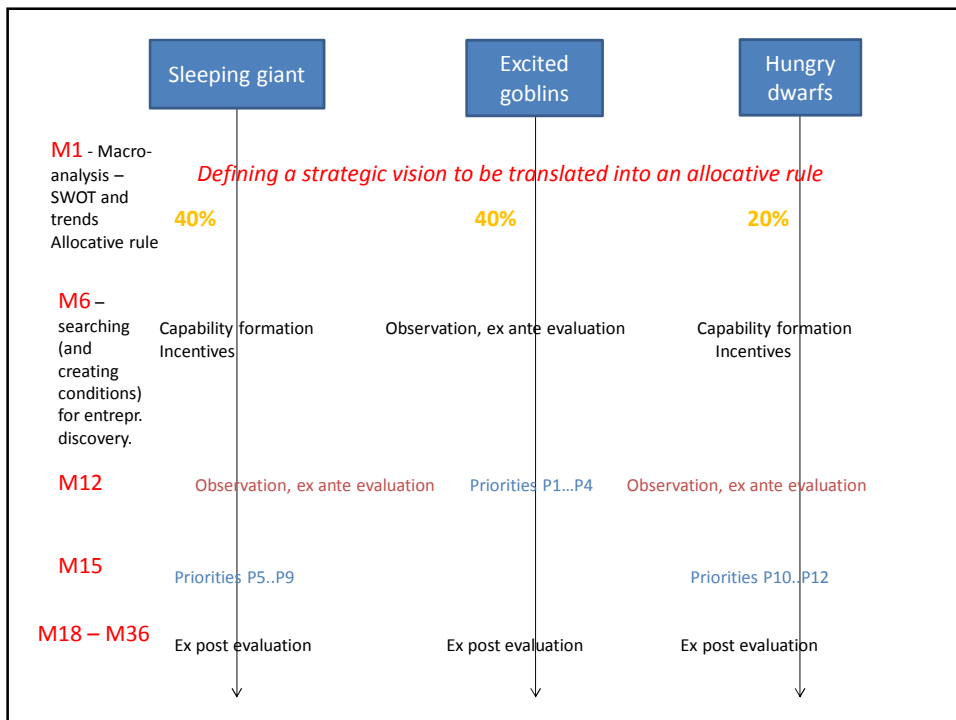 Sleeping giant
Excited
goblins
Hungry
dwarfs
M1 - Macro-
analysis –
SWOT and
trends
Allocative rule
Defining a strategic vision to be translated into an allocative rule
40%
40%
20%
M6 –
searching
(and
creating
conditions)
for entrepr.
discovery.
Capability formation
Incentives
Observation, ex ante evaluation
Capability formation
Incentives
M12
Observation, ex ante evaluation
Priorities P1...P4
Observation, ex ante evaluation
M15
Priorities P5..P9
Priorities P10..P12
M18 – M36
Ex post evaluation
Ex post evaluation
Ex post evaluation